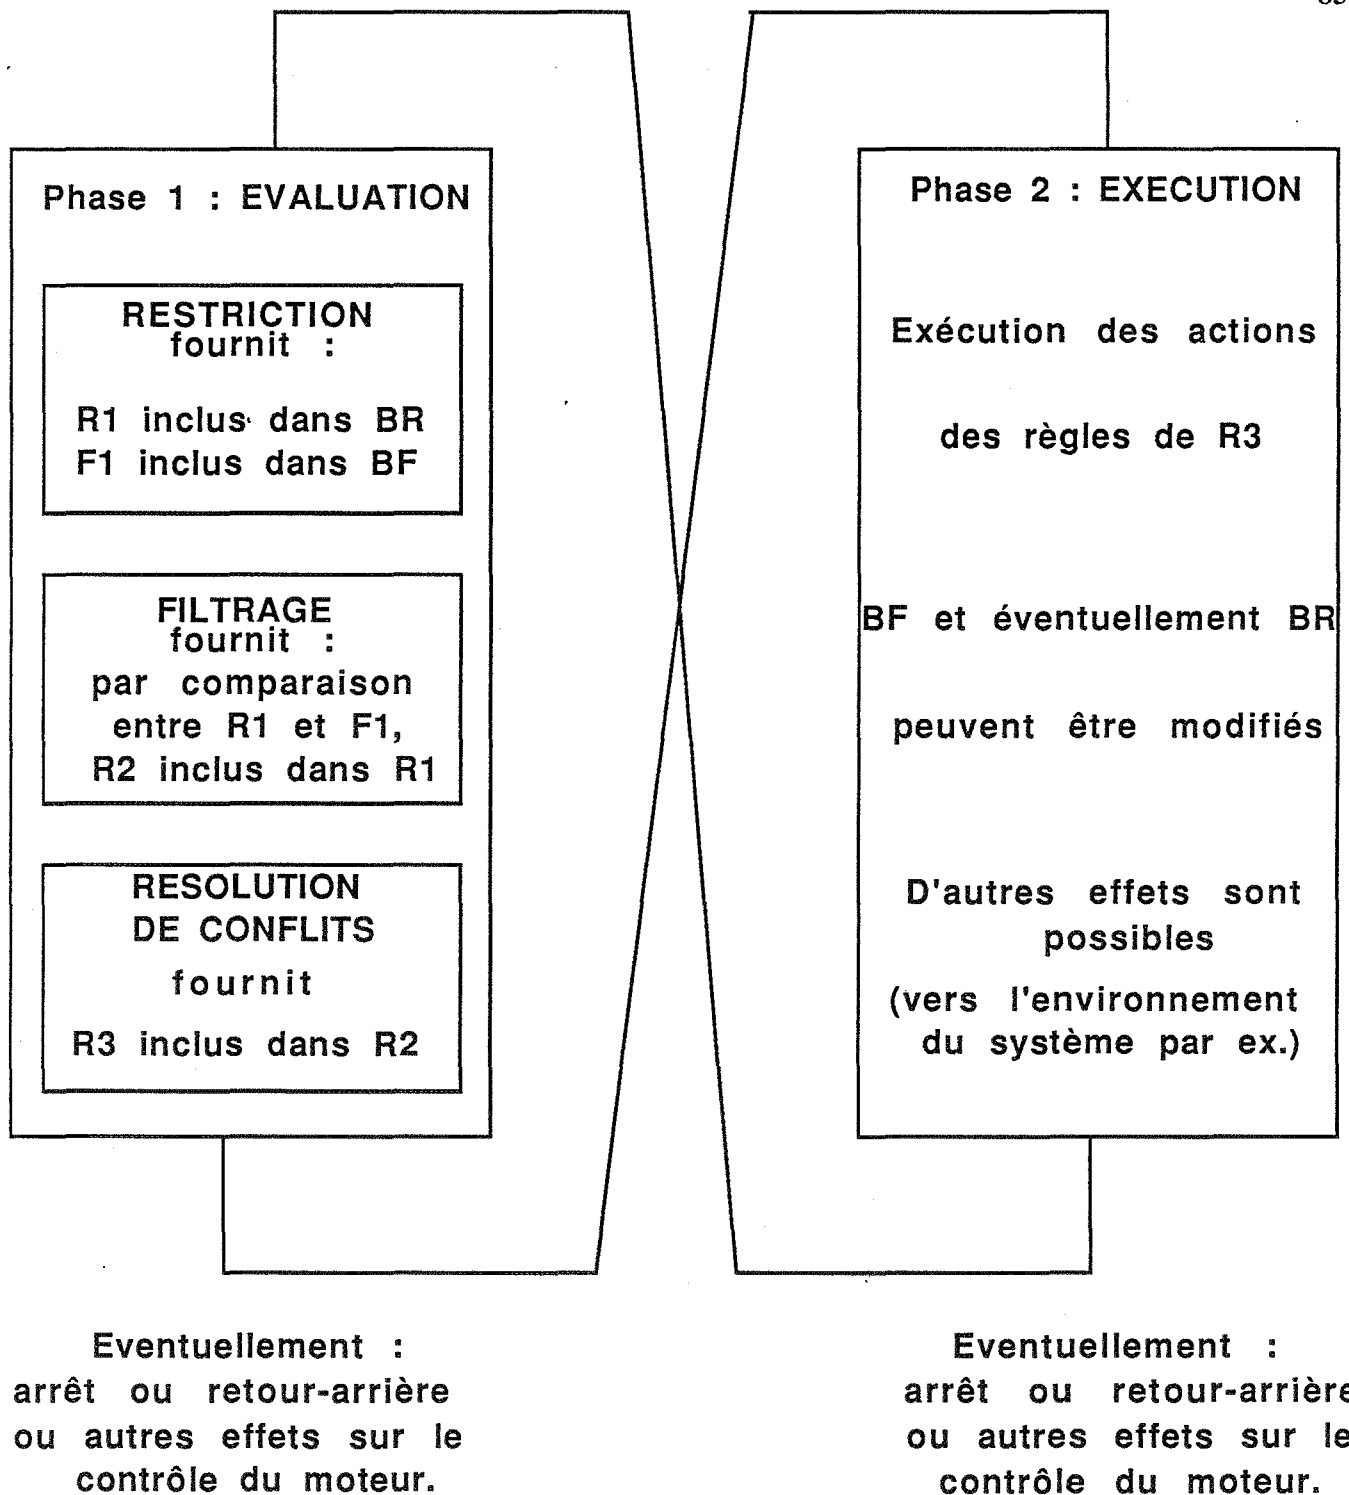 Phase 1 : EVALUATION
RESTRICTION
fournit :
R1 inclus dans BR
F1 inclus dans BF
FILTRAGE
fournit :
par comparaison
entre R1 et F1,
R2 inclus dans R1
RESOLUTION
DE CONFLITS
fournit
R3 inclus dans R2
Eventuellement :
arrêt ou retour-arrière
ou autres effets sur le
contrôle du moteur.
Phase 2 : EXECUTION
Exécution des actions
des règles de R3
BF et éventuellement BR
peuvent être modifiés
D'autres effets sont
possibles
(vers l'environnement
du système par ex.)
Eventuellement :
arrêt ou retour-arrière
ou autres effets sur le
contrôle du moteur.